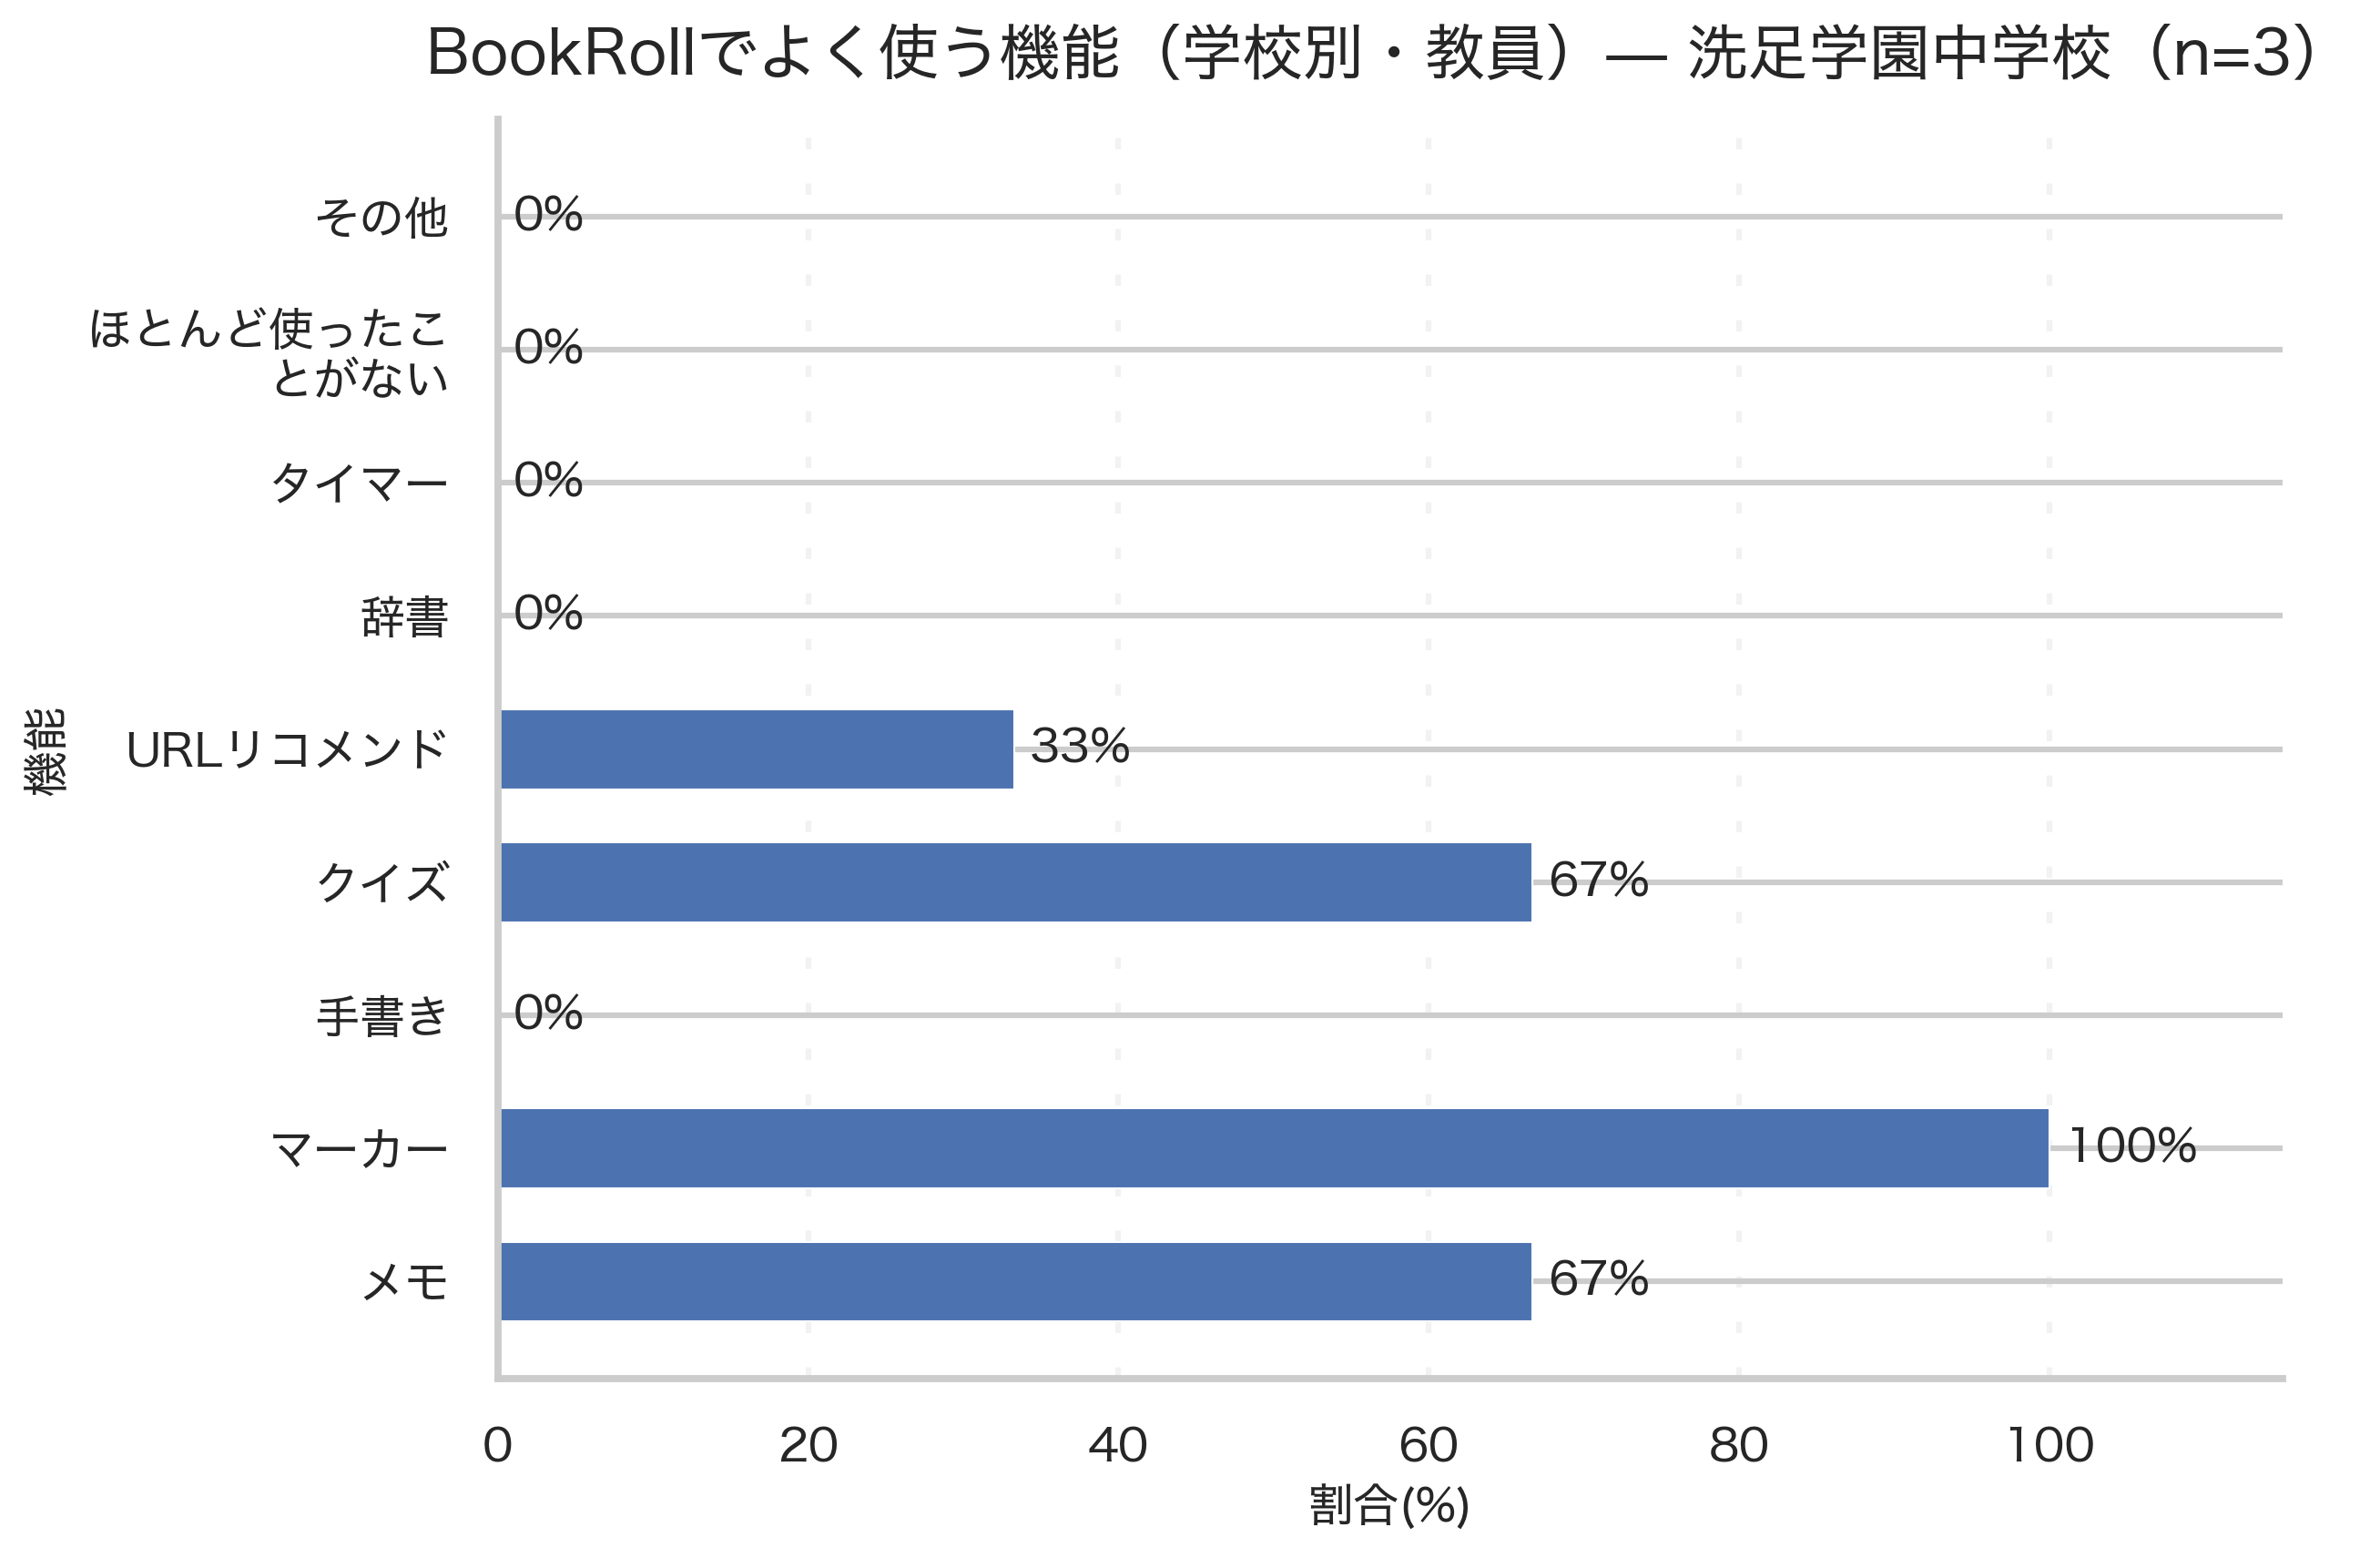 BookRollでよく使う機能（学校別・教員）— 洗足学園中学校（n=3）
その他
0%
ほとんど使ったこ
とがない
0%
タイマー
0%
辞書
0%
URLリコメンド
33%
クイズ
67%
手書き
0%
マーカー
100%
メモ
67%
機能
0 20 40 60 80 100
割合(%)